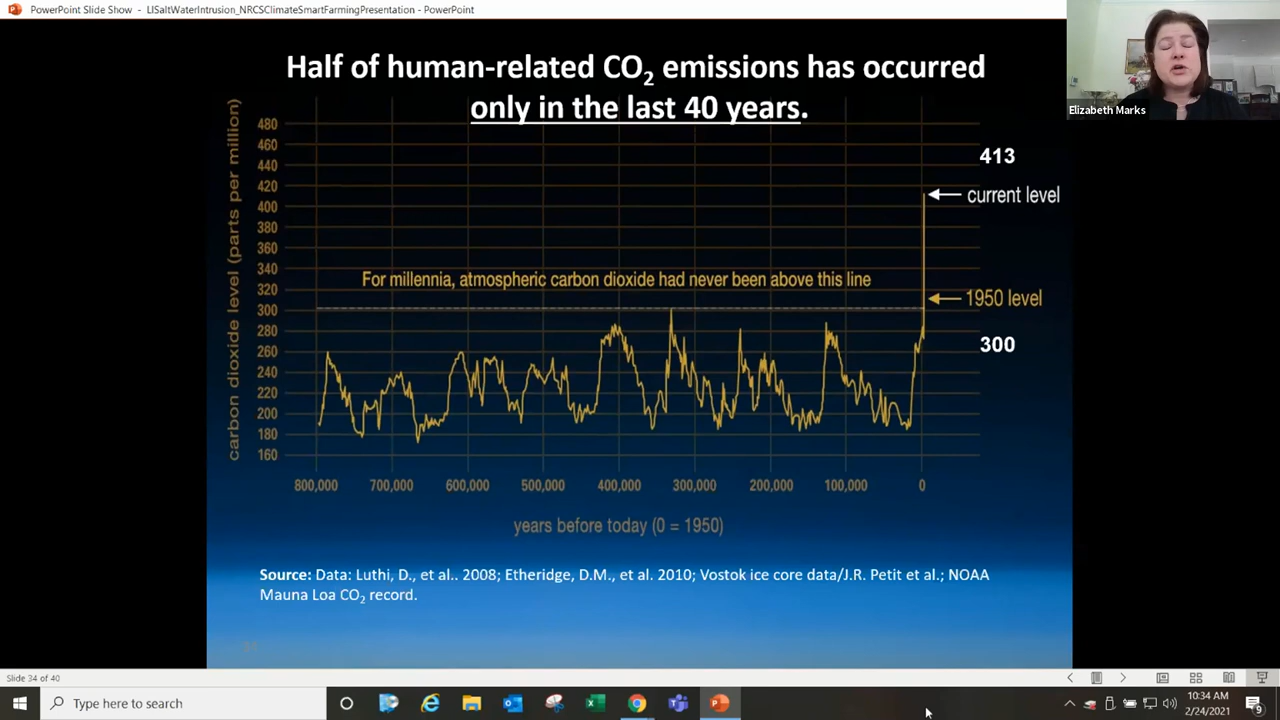 PowerPoint Slide Show - LISaltWaterIntrusion_NRCSClimateSmartFarmingPresentation - PowerPoint
Elizabeth Marks
Half of human-related CO2 emissions has occurred
only in the last 40 years.
carbon dioxide level (parts per million)
480
460
440
420
400
380
360
340
320
300
280
260
240
220
200
180
160
413
current level
For millennia, atmospheric carbon dioxide had never been above this line
1950 level
300
800,000 700,000 600,000 500,000 400,000 300,000 200,000 100,000 0
years before today (0 = 1950)
Source: Data: Luthi, D., et al.. 2008; Etheridge, D.M., et al. 2010; Vostok ice core data/J.R. Petit et al.; NOAA
Mauna Loa CO2 record.
34
Slide 34 of 40
Type here to search
10:34 AM
2/24/2021
9